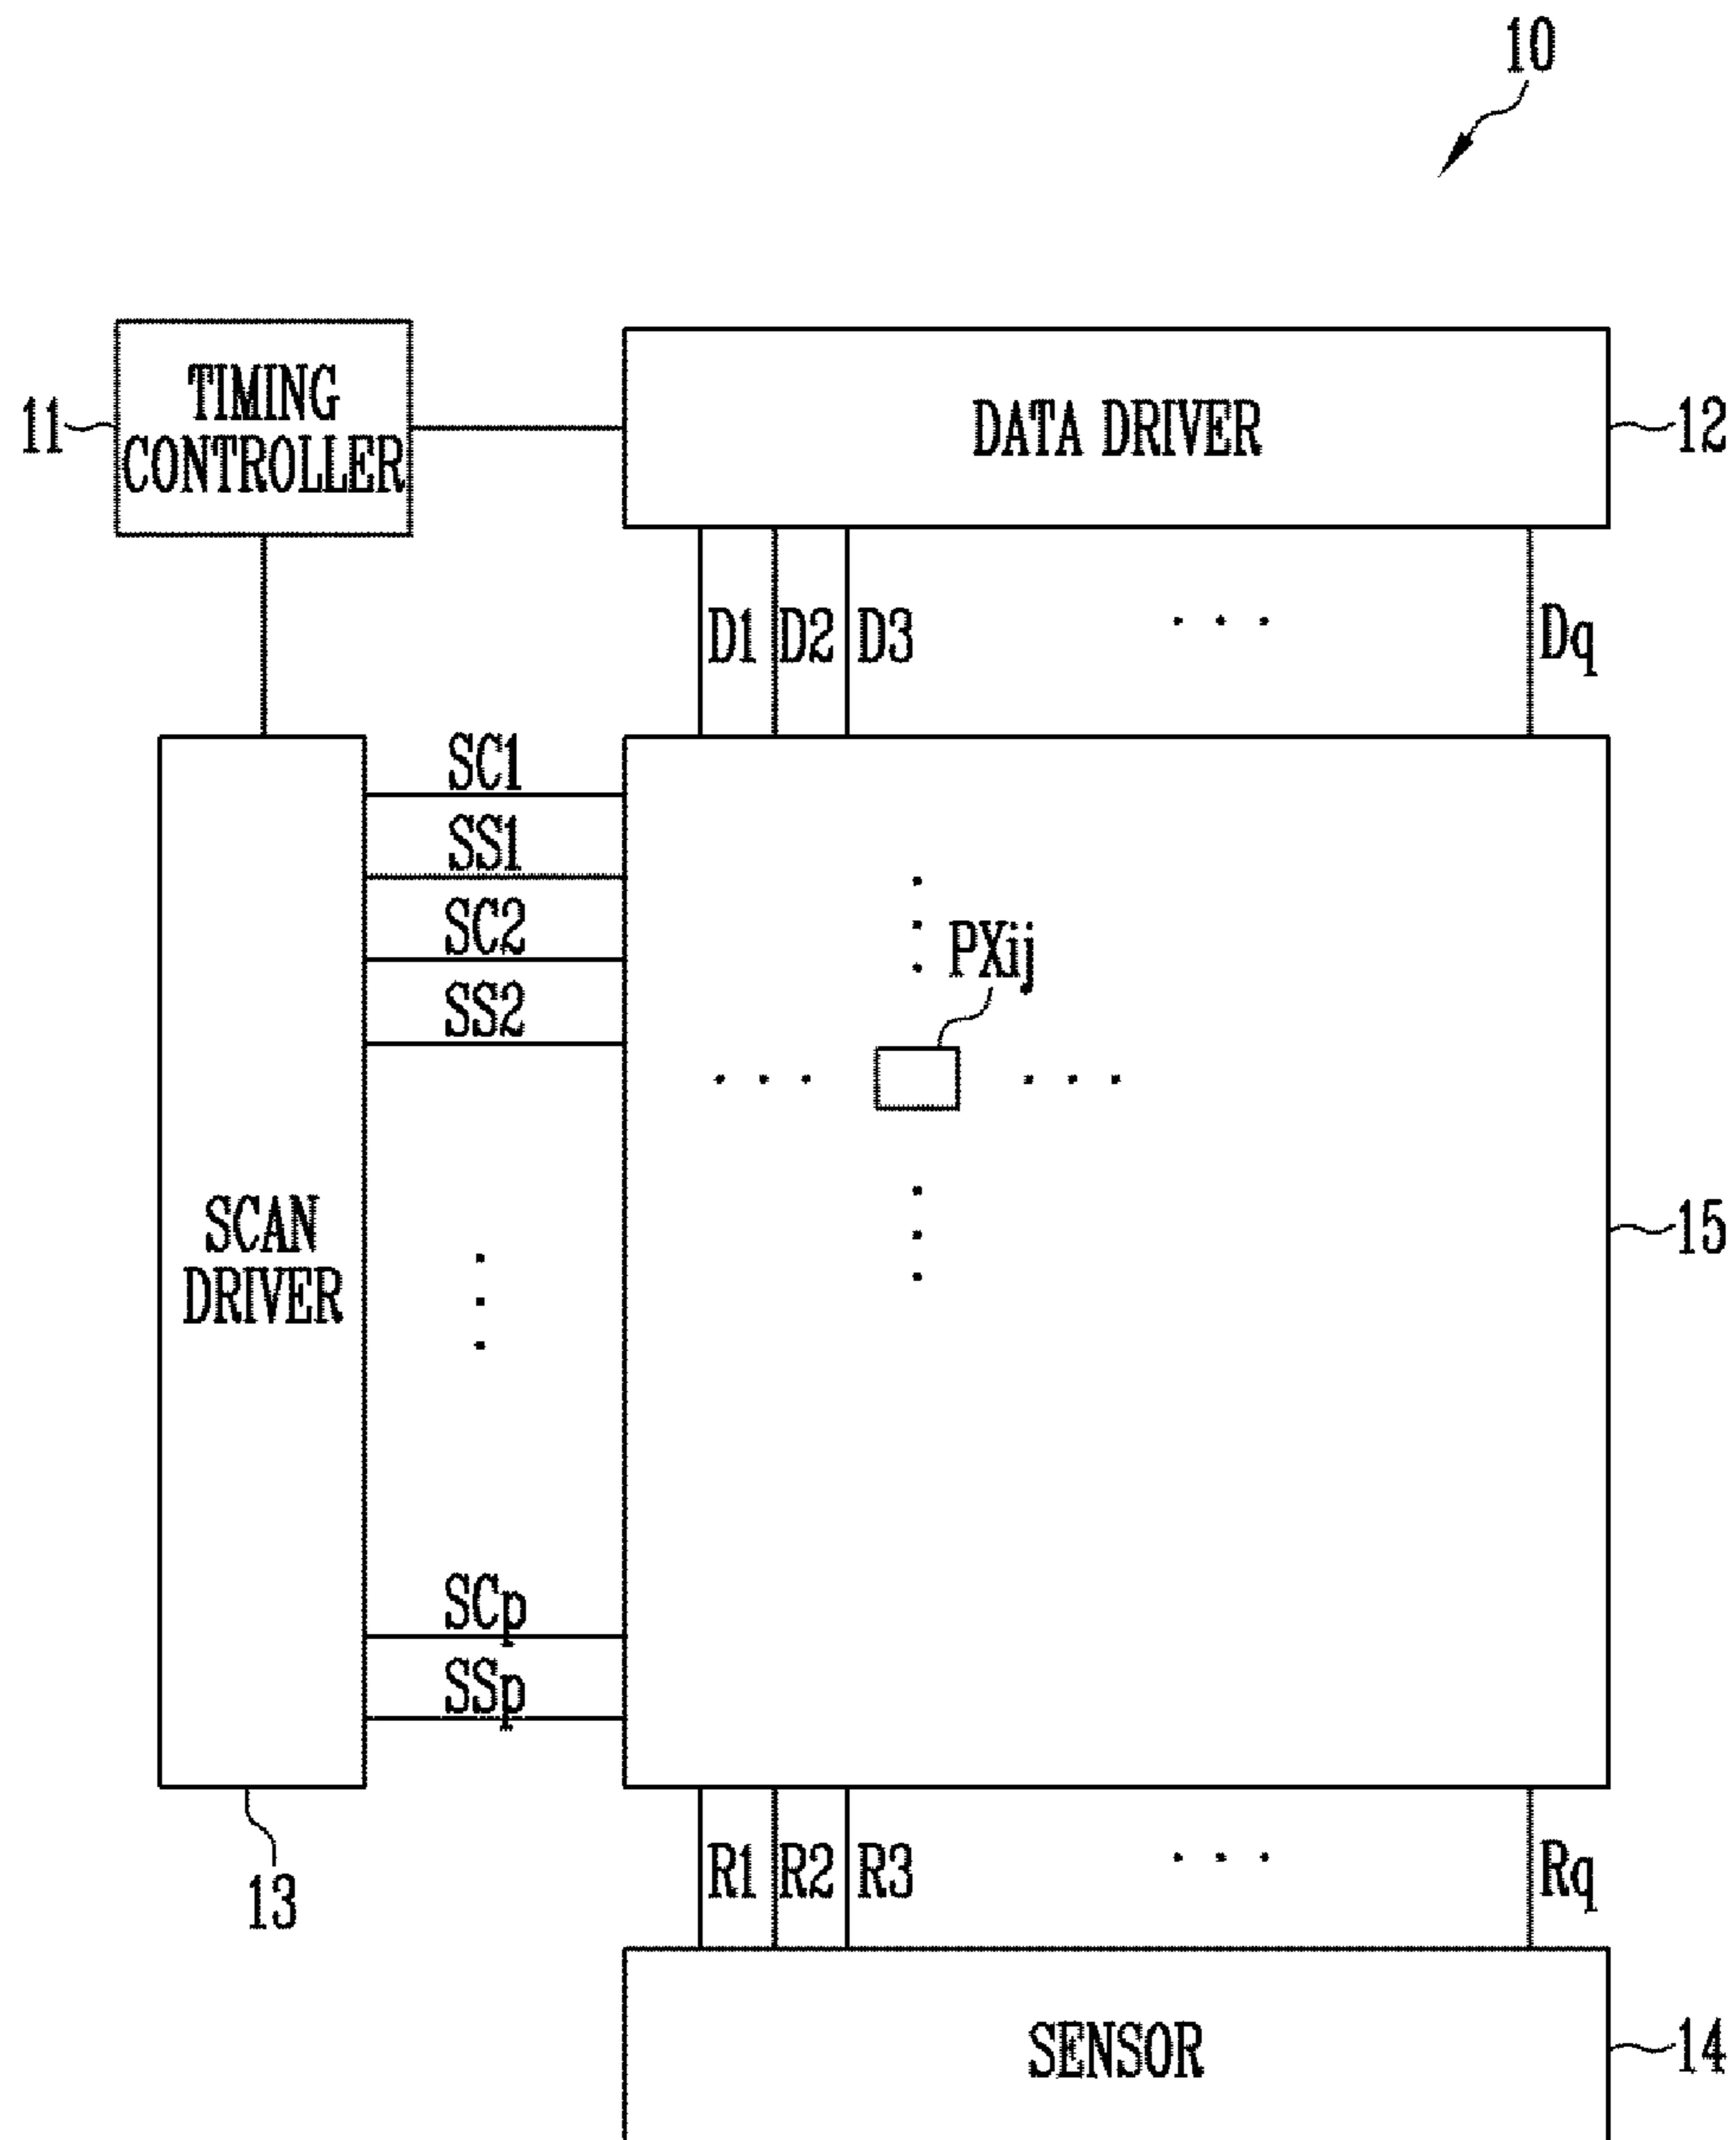 10
TIMING
CONTROLLER
11
DATA DRIVER
12
D1 D2 D3 Dq
SC1
SS1
SC2
SS2
PXij
SCAN
DRIVER
15
SCp
SSp
13
R1 R2 R3 Rq
SENSOR
14